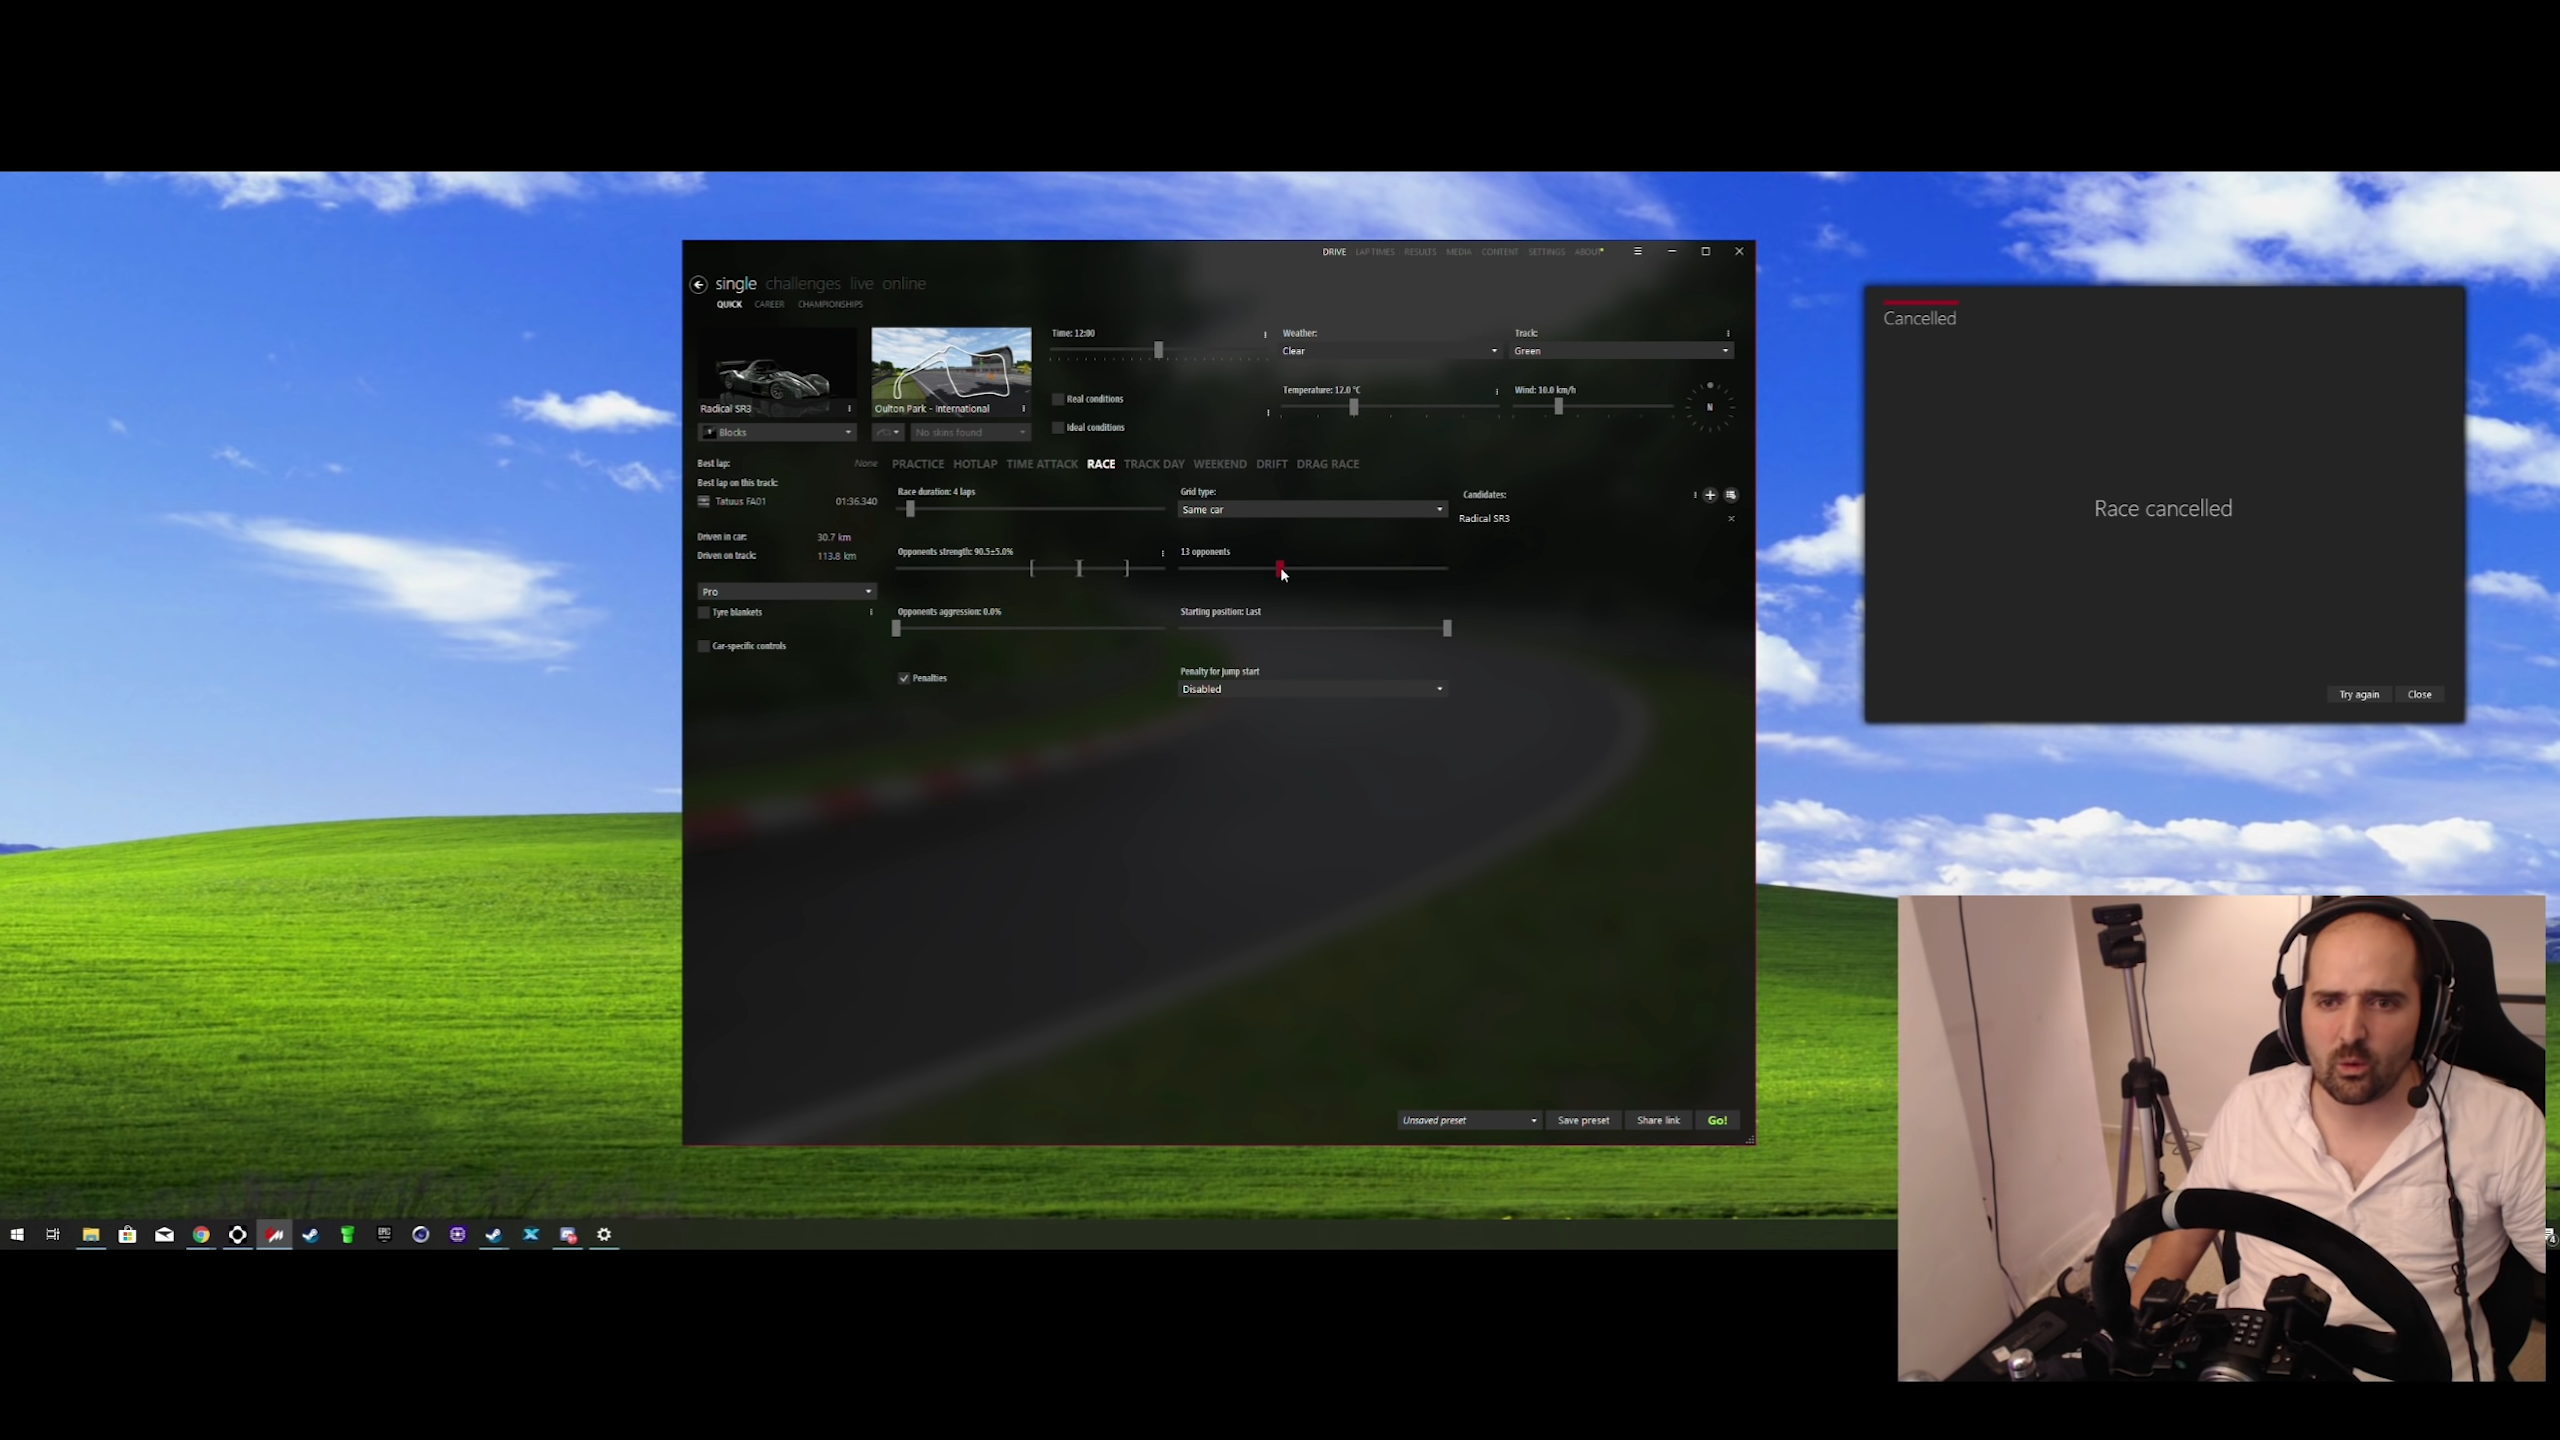 DRIVE LAP TIMES RESULTS MEDIA CONTENT SETTINGS ABOUT
single challenges live online
QUICK CAREER CHAMPIONSHIPS
Radical SR3
Blocks
Oulton Park - International
No skins found
Time: 12:00
Real conditions
Ideal conditions
Weather:
Clear
Temperature: 12.0 °C
Track:
Green
Wind: 10.0 km/h
N
Best lap: None
Best lap on this track:
Tatuus FA01 01:36.340
Driven in car: 30.7 km
Driven on track: 113.8 km
Pro
Tyre blankets
Car-specific controls
PRACTICE HOTLAP TIME ATTACK RACE TRACK DAY WEEKEND DRIFT DRAG RACE
Race duration: 4 laps
Opponents strength: 90.5±5.0%
Opponents aggression: 0.0%
Penalties
Grid type:
Same car
13 opponents
Starting position: Last
Penalty for jump start
Disabled
Candidates:
Radical SR3
Unsaved preset Save preset Share link Go!
Cancelled
Race cancelled
Try again Close
EPIC
4